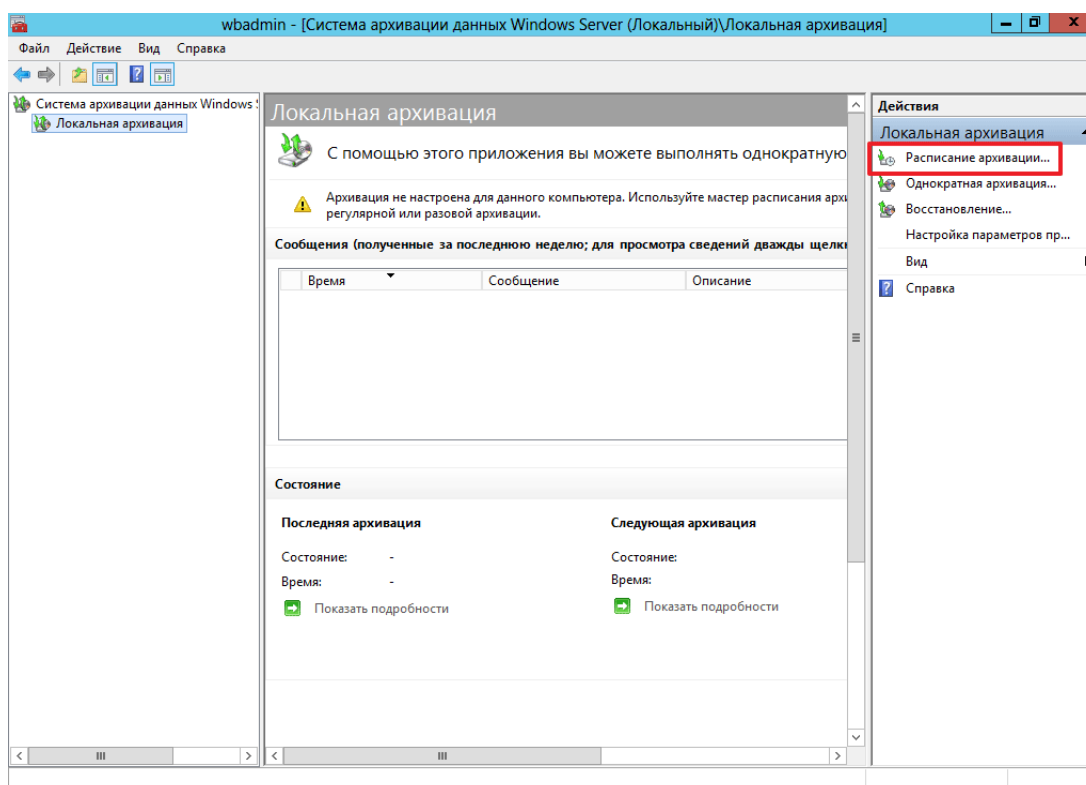 wbadmin - [Система архивации данных Windows Server (Локальный)\Локальная архивация]
Файл Действие Вид Справка
Система архивации данных Windows
Локальная архивация
Локальная архивация
С помощью этого приложения вы можете выполнять однократную
Архивация не настроена для данного компьютера. Используйте мастер расписания архи
регулярной или разовой архивации.
Сообщения (полученные за последнюю неделю; для просмотра сведений дважды щелкн
Время Сообщение Описание
Состояние
Последняя архивация Следующая архивация
Состояние: - Состояние:
Время: - Время:
Показать подробности Показать подробности
Действия
Локальная архивация
Расписание архивации...
Однократная архивация...
Восстановление...
Настройка параметров пр...
Вид
Справка